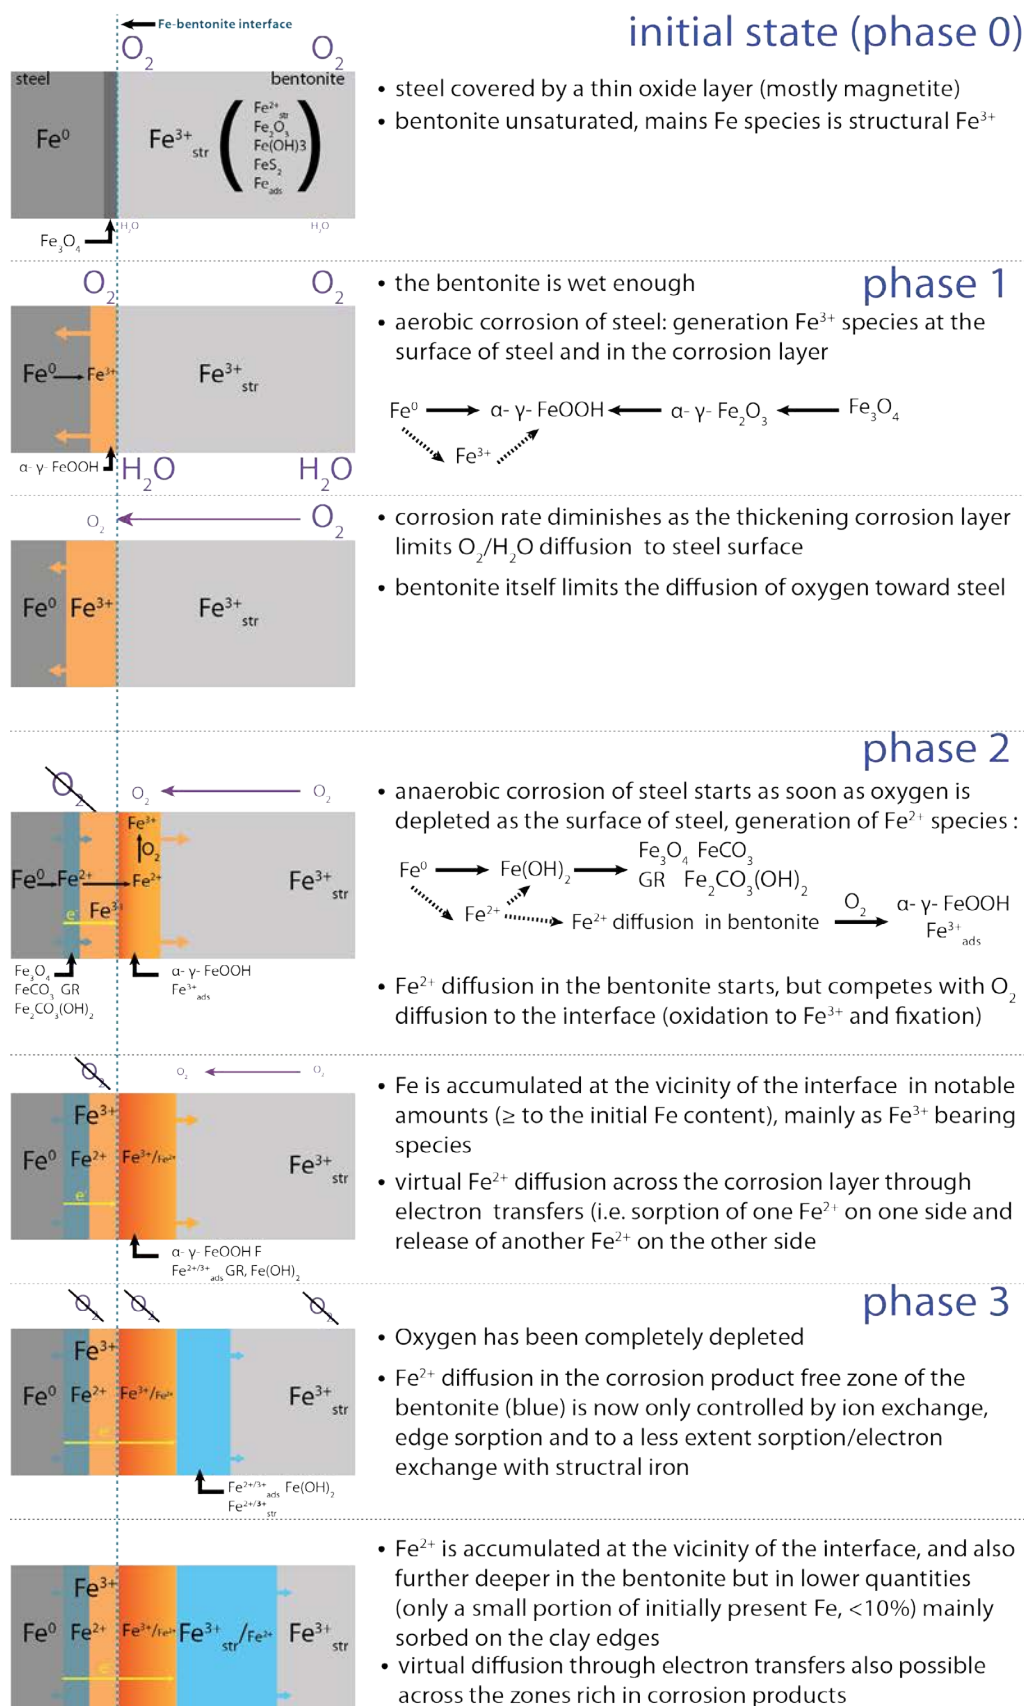 Fe-bentonite interface
initial state (phase 0)
O2 O2
steel bentonite
Fe0 Fe3+str
Fe2+str
Fe2O3
Fe(OH)3
FeS2
Feads
H2O H2O
Fe3O4
• steel covered by a thin oxide layer (mostly magnetite)
• bentonite unsaturated, mains Fe species is structural Fe3+
phase 1
O2 O2
Fe0 Fe3+ Fe3+str
α- γ- FeOOH H2O H2O
• the bentonite is wet enough
• aerobic corrosion of steel: generation Fe3+ species at the
surface of steel and in the corrosion layer
Fe0 α- γ- FeOOH α- γ- Fe2O3 Fe3O4
Fe3+
O2 O2
Fe0 Fe3+ Fe3+str
• corrosion rate diminishes as the thickening corrosion layer
limits O2/H2O diffusion to steel surface
• bentonite itself limits the diffusion of oxygen toward steel
phase 2
O2 O2 O2
Fe3+
O2
Fe0 Fe2+ Fe2+ Fe3+str
Fe3+
e-
Fe3O4
FeCO3 GR
Fe2CO3(OH)2
α- γ- FeOOH
Fe3+ads
• anaerobic corrosion of steel starts as soon as oxygen is
depleted as the surface of steel, generation of Fe2+ species :
Fe0 Fe(OH)2 Fe3O4 FeCO3
GR Fe2CO3(OH)2
Fe2+ Fe2+ diffusion in bentonite O2 α- γ- FeOOH
Fe3+ads
• Fe2+ diffusion in the bentonite starts, but competes with O2
diffusion to the interface (oxidation to Fe3+ and fixation)
O2 O2 O2
Fe3+
Fe0 Fe2+ Fe3+/Fe2+ Fe3+str
e-
α- γ- FeOOH F
Fe2+/3+ads GR, Fe(OH)2
• Fe is accumulated at the vicinity of the interface in notable
amounts (≥ to the initial Fe content), mainly as Fe3+ bearing
species
• virtual Fe2+ diffusion across the corrosion layer through
electron transfers (i.e. sorption of one Fe2+ on one side and
release of another Fe2+ on the other side
phase 3
O2 O2 O2
Fe3+
Fe0 Fe2+ Fe3+/Fe2+ Fe3+str
e-
Fe2+/3+ads Fe(OH)2
Fe2+/3+str
• Oxygen has been completely depleted
• Fe2+ diffusion in the corrosion product free zone of the
bentonite (blue) is now only controlled by ion exchange,
edge sorption and to a less extent sorption/electron
exchange with structral iron
Fe3+
Fe0 Fe2+ Fe3+/Fe2+ Fe3+str/Fe2+ Fe3+str
e-
• Fe2+ is accumulated at the vicinity of the interface, and also
further deeper in the bentonite but in lower quantities
(only a small portion of initially present Fe, <10%) mainly
sorbed on the clay edges
• virtual diffusion through electron transfers also possible
across the zones rich in corrosion products